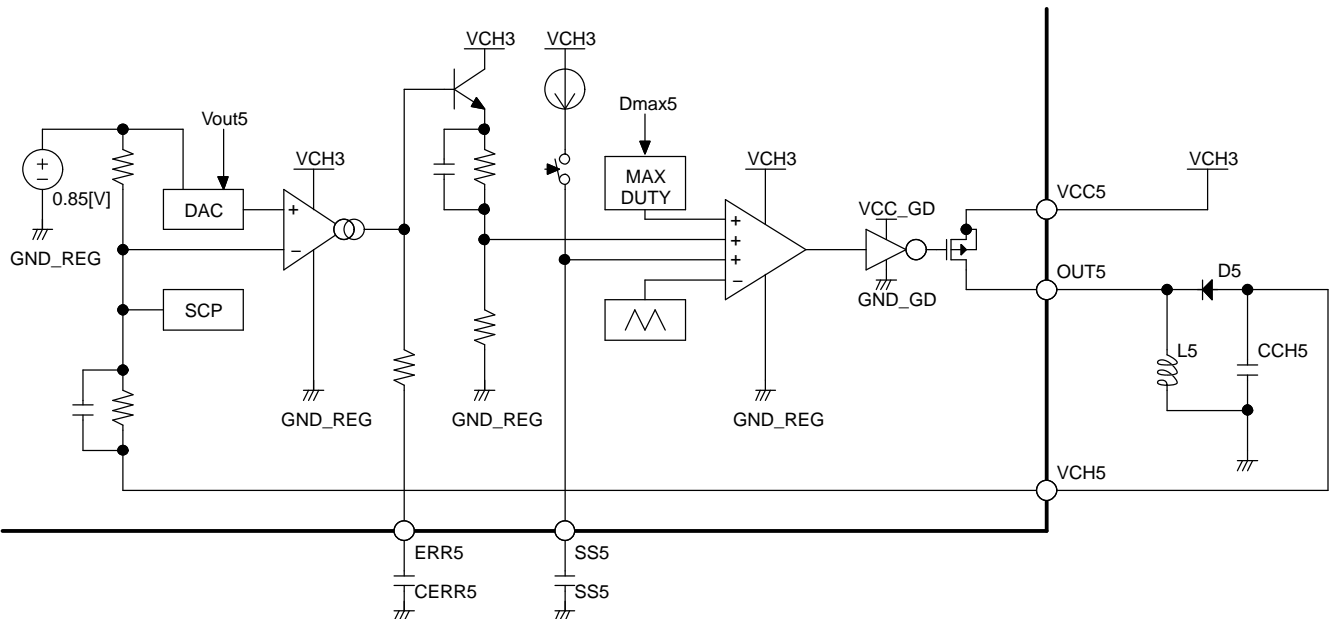 VCH3
VCH3
Vout5
Dmax5
VCH3
VCH3
VCH3
+
−
0.85[V]
DAC
+
−
MAX
DUTY
VCC5
VCC_GD
GND_REG
+
+
+
−
OUT5
D5
GND_GD
SCP
L5
CCH5
GND_REG
GND_REG
GND_REG
VCH5
ERR5
SS5
CERR5
SS5